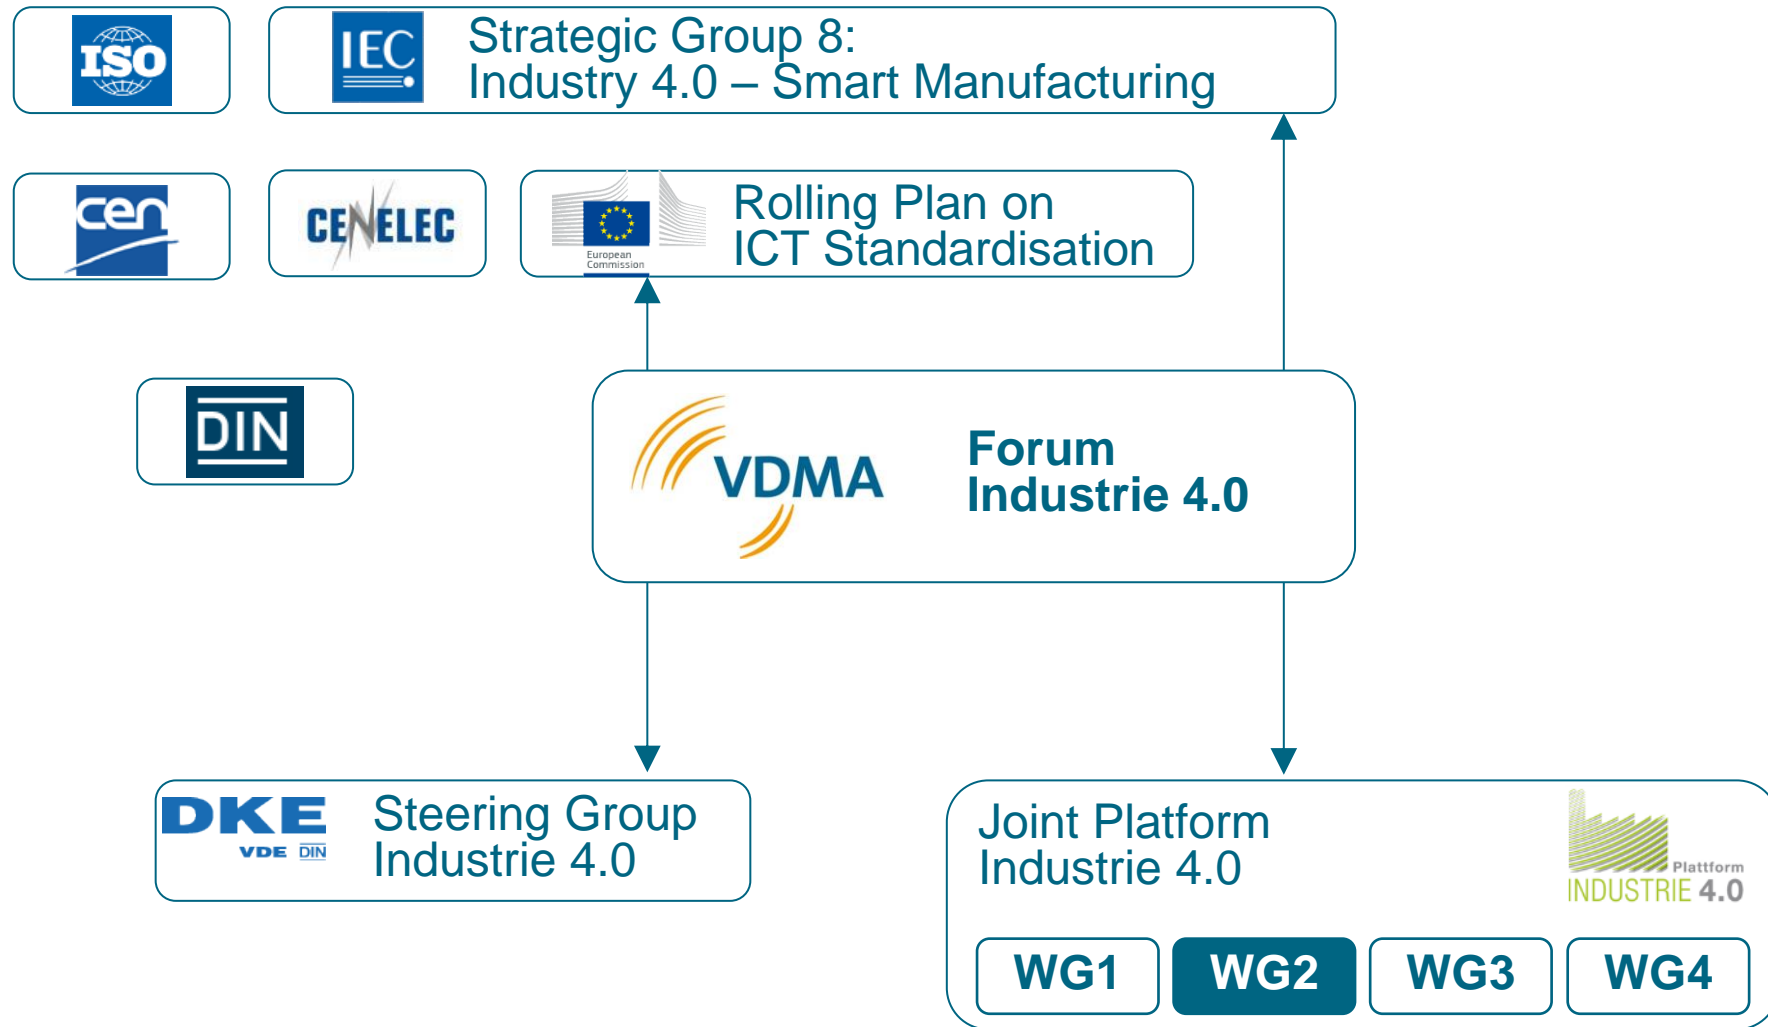 ISO
IEC
Strategic Group 8:
Industry 4.0 – Smart Manufacturing
cen
CENELEC
European
Commission
Rolling Plan on
ICT Standardisation
DIN
VDMA
Forum
Industrie 4.0
DKE
VDE DIN
Steering Group
Industrie 4.0
Joint Platform
Industrie 4.0
Plattform
INDUSTRIE 4.0
WG1
WG2
WG3
WG4